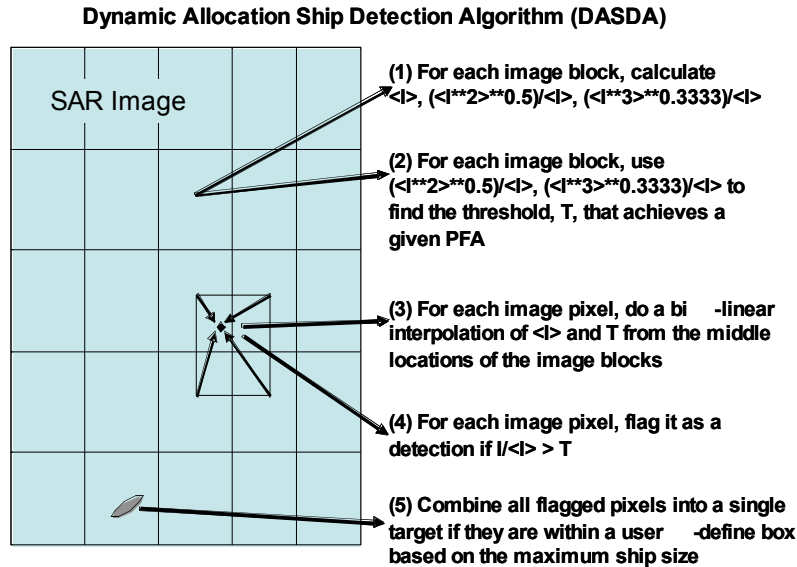 Dynamic Allocation Ship Detection Algorithm (DASDA)
SAR Image
(1) For each image block, calculate
<I>, (<I**2>**0.5)/<I>, (<I**3>**0.3333)/<I>
(2) For each image block, use
(<I**2>**0.5)/<I>, (<I**3>**0.3333)/<I> to
find the threshold, T, that achieves a
given PFA
(3) For each image pixel, do a bi -linear
interpolation of <I> and T from the middle
locations of the image blocks
(4) For each image pixel, flag it as a
detection if I/<I> > T
(5) Combine all flagged pixels into a single
target if they are within a user -define box
based on the maximum ship size